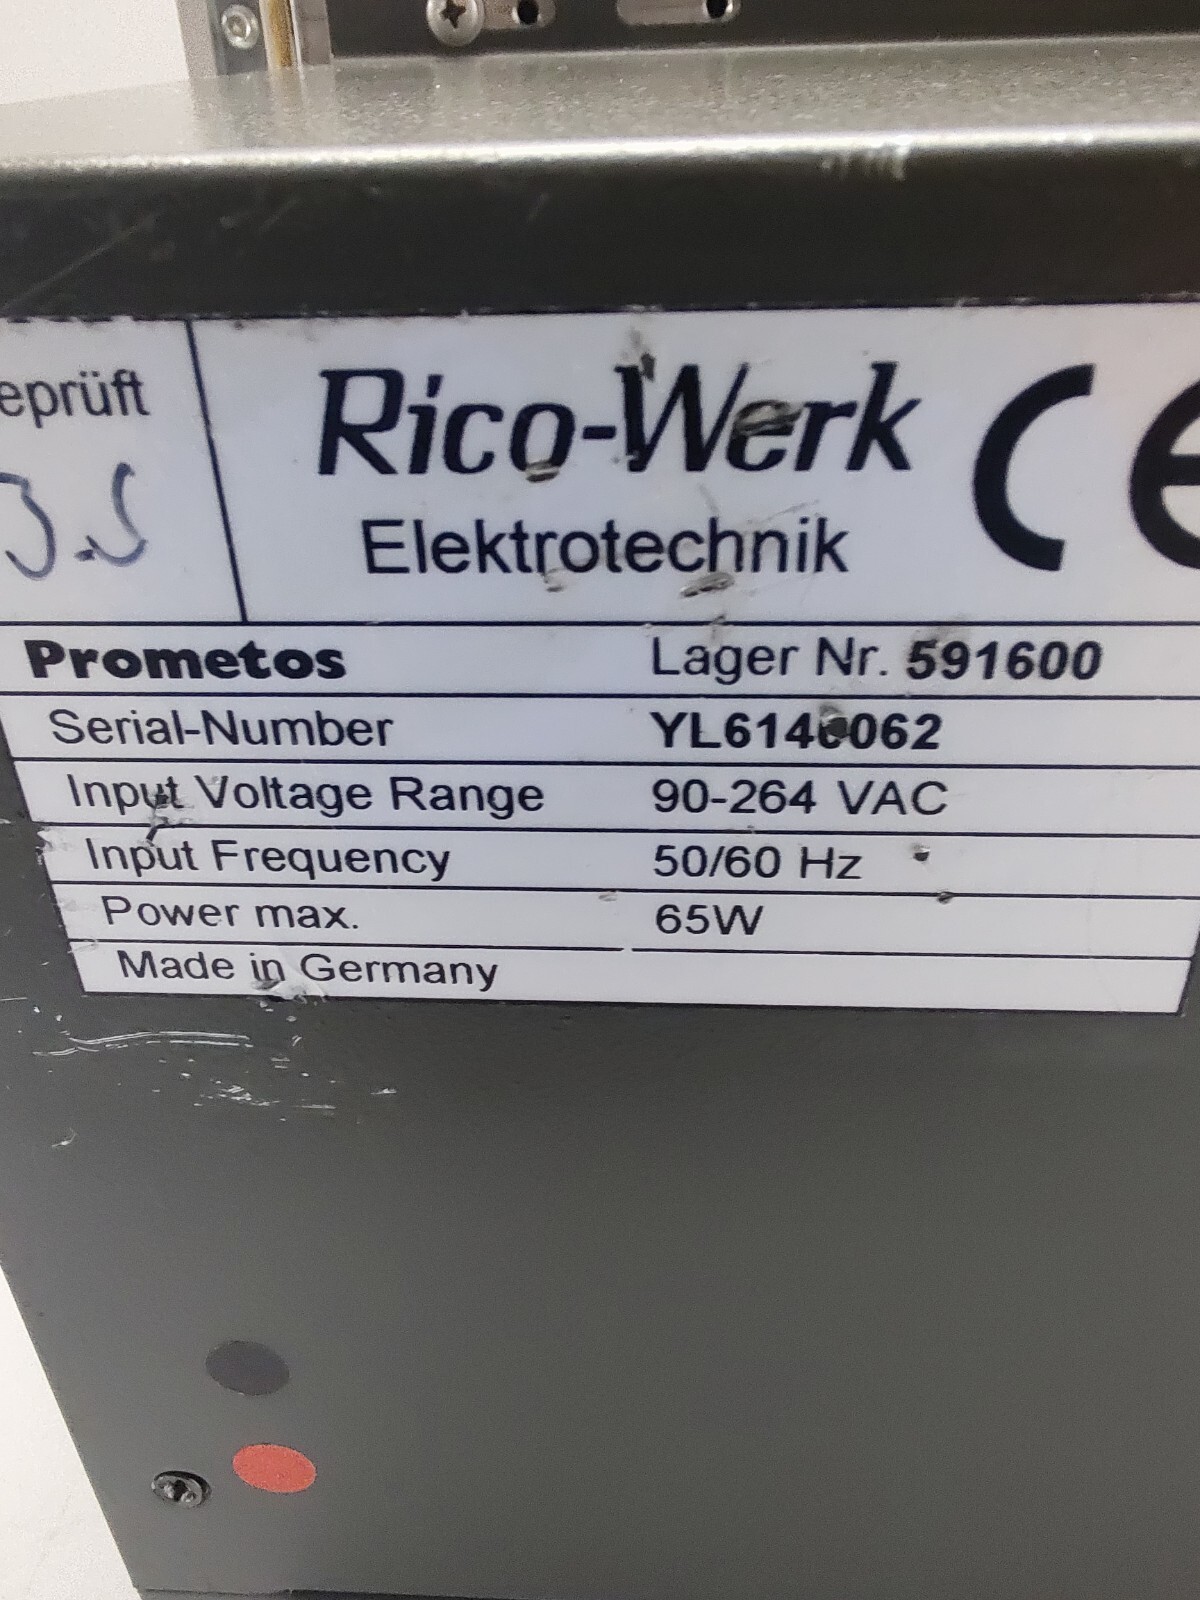 eprüft
Rico-Werk
CE
Elektrotechnik
Prometos Lager Nr. 591600
Serial-Number
Input Voltage Range 90-264 VAC
Input Frequency 50/60 Hz
Power max. 65W
Made in Germany